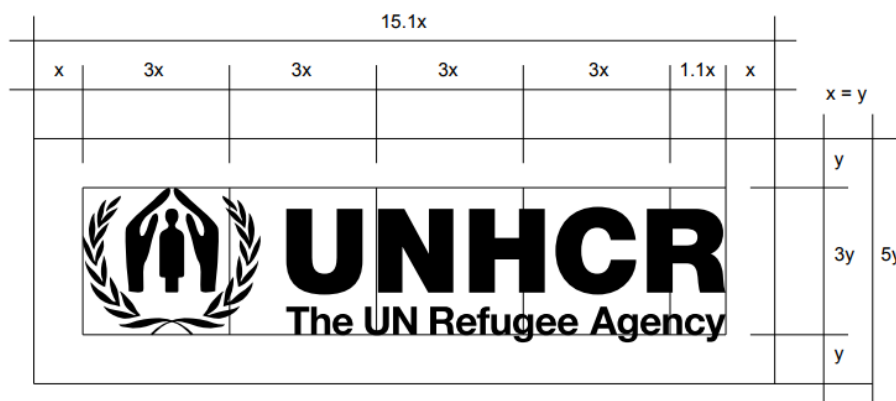 15.1x
x 3x 3x 3x 3x 1.1x x
x = y
y
UNHCR
3y 5y
The UN Refugee Agency
y